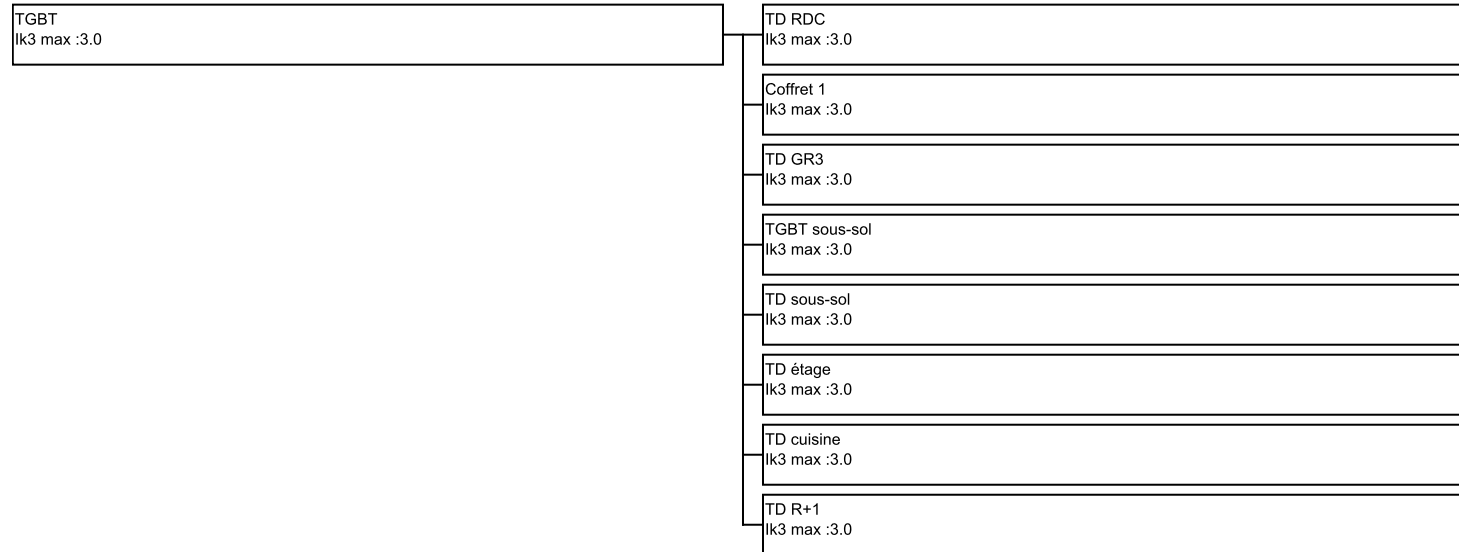 TGBT
Ik3 max :3.0
TD RDC
Ik3 max :3.0
Coffret 1
Ik3 max :3.0
TD GR3
Ik3 max :3.0
TGBT sous-sol
Ik3 max :3.0
TD sous-sol
Ik3 max :3.0
TD étage
Ik3 max :3.0
TD cuisine
Ik3 max :3.0
TD R+1
Ik3 max :3.0